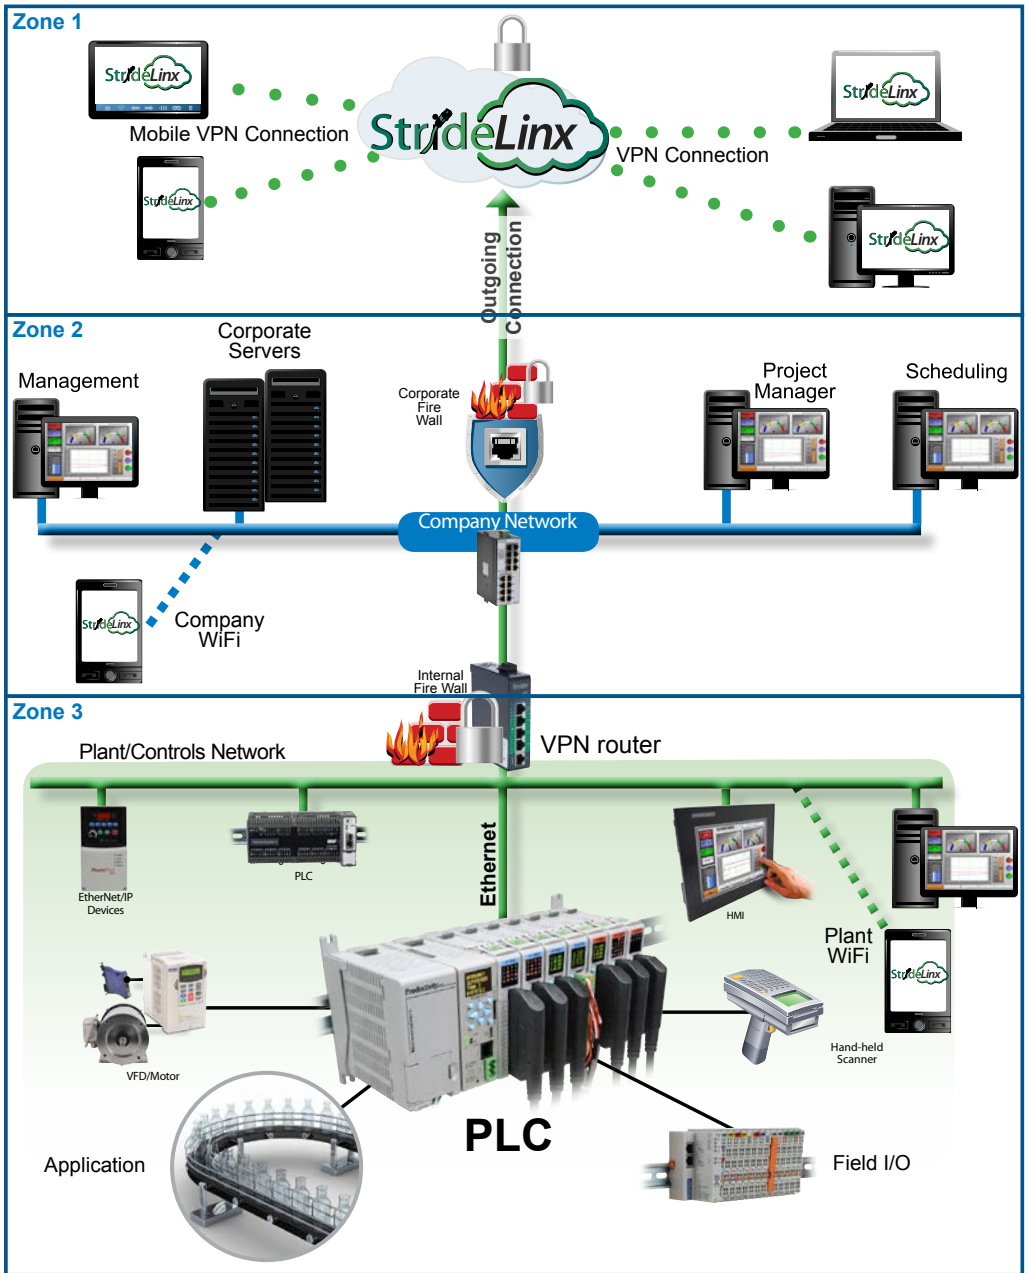 Zone 1
StrideLinx
StrideLinx
StrideLinx
Mobile VPN Connection
VPN Connection
StrideLinx
StrideLinx
Outgoing
Connection
Zone 2
Corporate
Servers
Management
Corporate
Fire
Wall
Project
Manager
Scheduling
Company Network
StrideLinx
Company
WiFi
Internal
Fire Wall
Zone 3
Plant/Controls Network
VPN router
Ethernet
EtherNet/IP
Devices
PLC
HMI
Plant
WiFi
StrideLinx
Productivity
VFD/Motor
Hand-held
Scanner
PLC
Application
Field I/O